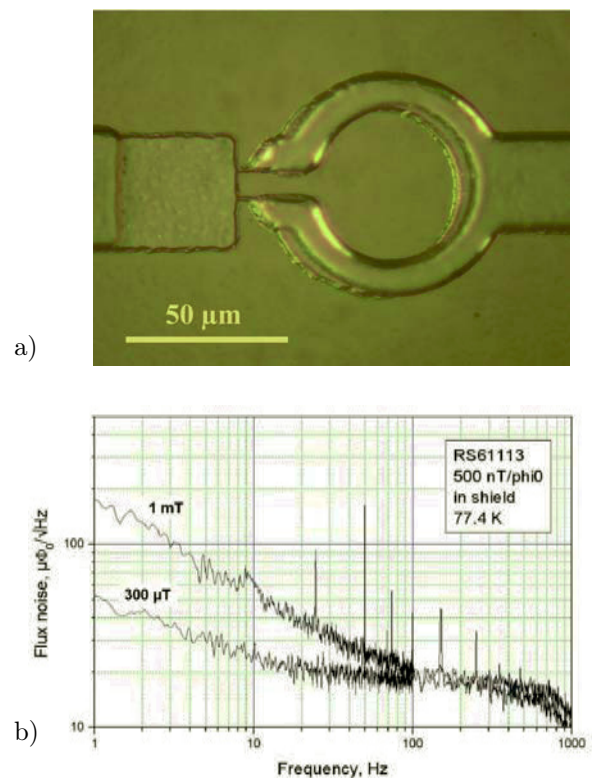 50 µm
a)
RS61113
500 nT/phi0
in shield
77.4 K
1 mT
100
300 µT
10
1
10
100
1000
Flux noise, µΦ₀/√Hz
Frequency, Hz
b)